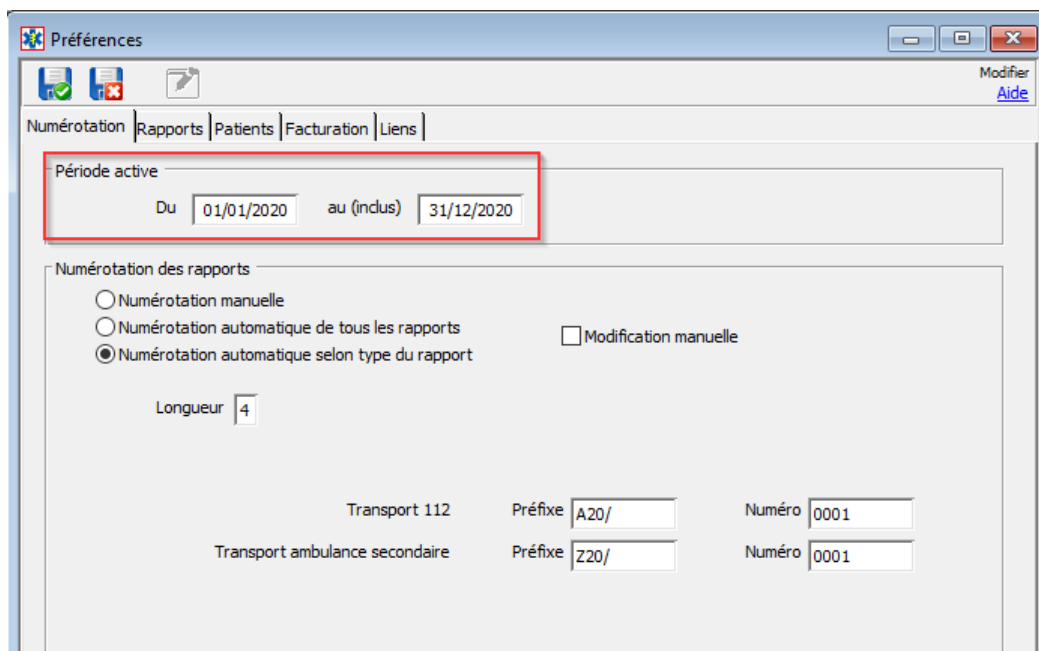 Préférences
Modifier
Aide
Numérotation Rapports Patients Facturation Liens
Période active
Du 01/01/2020 au (inclus) 31/12/2020
Numérotation des rapports
Numérotation manuelle
Numérotation automatique de tous les rapports
Modification manuelle
Numérotation automatique selon type du rapport
Longueur 4
Transport 112 Préfixe A20/ Numéro 0001
Transport ambulance secondaire Préfixe Z20/ Numéro 0001